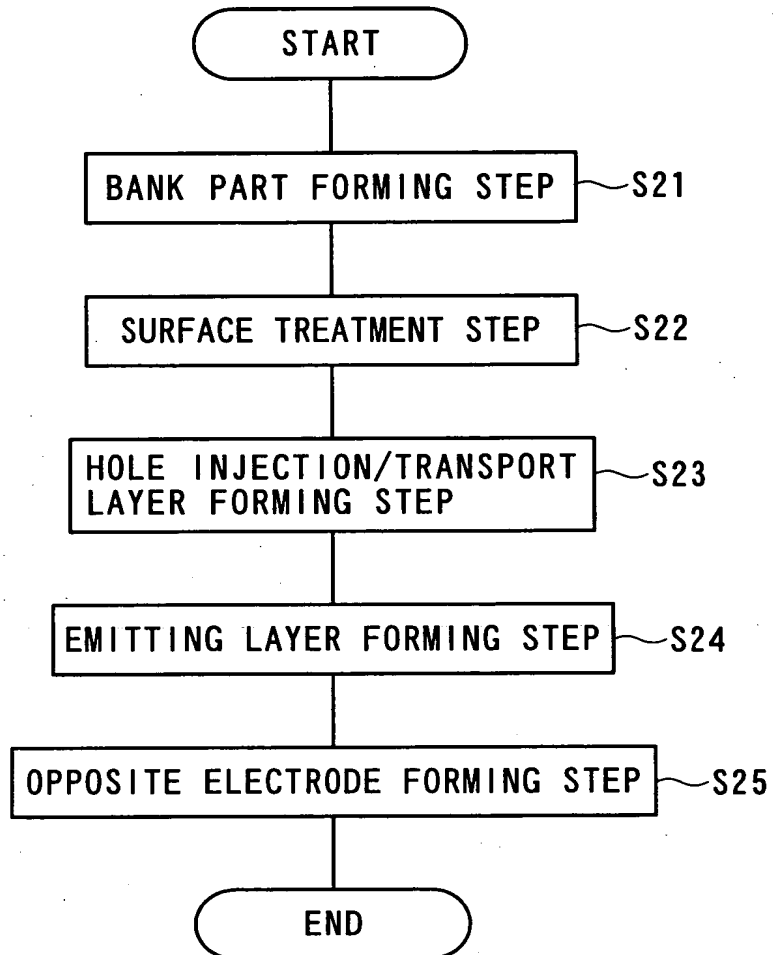 START
BANK PART FORMING STEP S21
SURFACE TREATMENT STEP S22
HOLE INJECTION/TRANSPORT
LAYER FORMING STEP
S23
EMITTING LAYER FORMING STEP S24
OPPOSITE ELECTRODE FORMING STEP S25
END